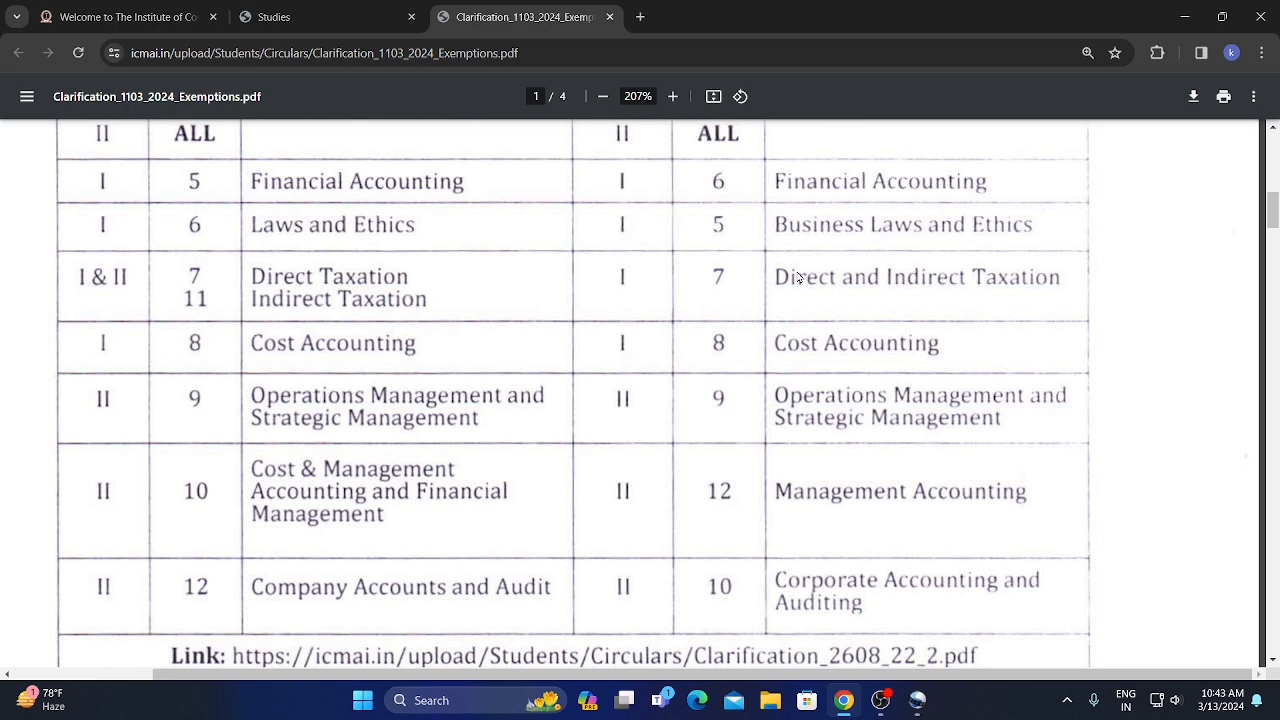 Welcome to The Institute of Co
Studies
Clarification_1103_2024_Exemp
icmai.in/upload/Students/Circulars/Clarification_1103_2024_Exemptions.pdf
k
Clarification_1103_2024_Exemptions.pdf
1 / 4
207%
II ALL II ALL
I 5 Financial Accounting I 6 Financial Accounting
I 6 Laws and Ethics I 5 Business Laws and Ethics
I & II 7 Direct Taxation I 7 Direct and Indirect Taxation
11 Indirect Taxation
I 8 Cost Accounting I 8 Cost Accounting
II 9 Operations Management and II 9 Operations Management and
Strategic Management Strategic Management
Cost & Management
II 10 Accounting and Financial II 12 Management Accounting
Management
II 12 Company Accounts and Audit II 10 Corporate Accounting and
Auditing
Link: https://icmai.in/upload/Students/Circulars/Clarification_2608_22_2.pdf
1
78°F
Haze
Search
PRE
1
ENG
IN
10:43 AM
3/13/2024